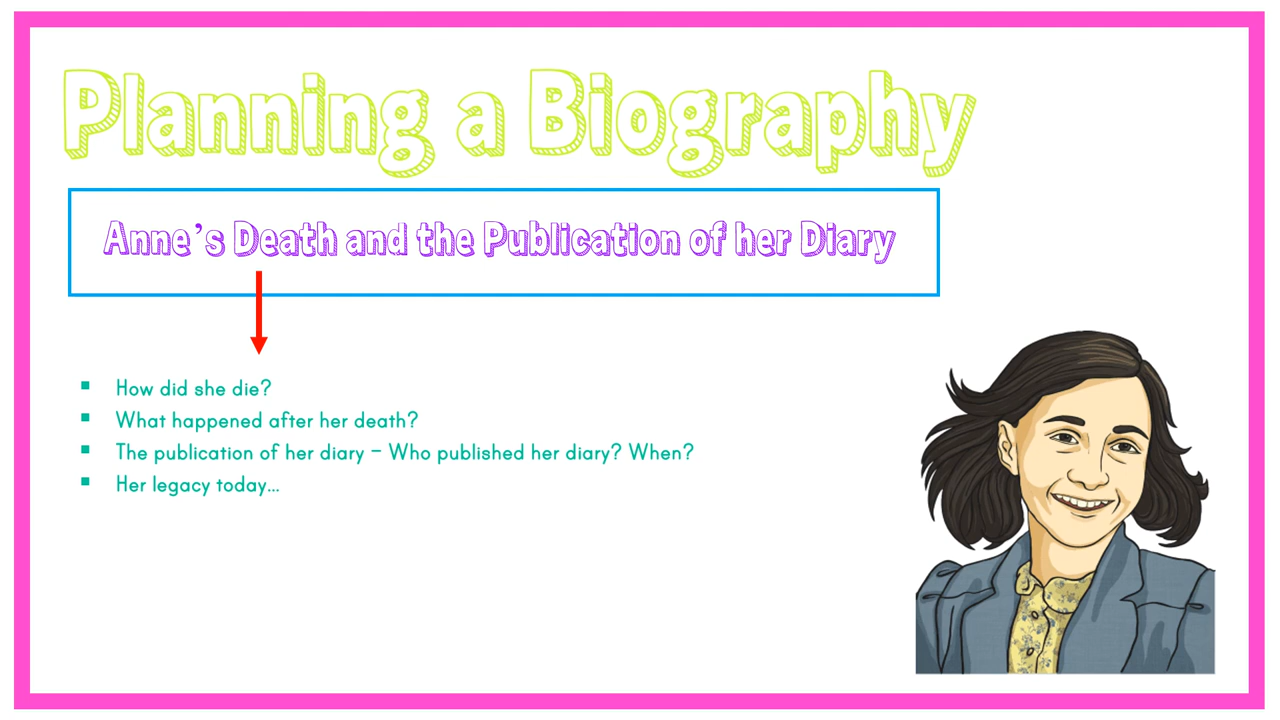 Planning a Biography
Anne’s Death and the Publication of her Diary
▪ How did she die?
▪ What happened after her death?
▪ The publication of her diary – Who published her diary? When?
▪ Her legacy today…